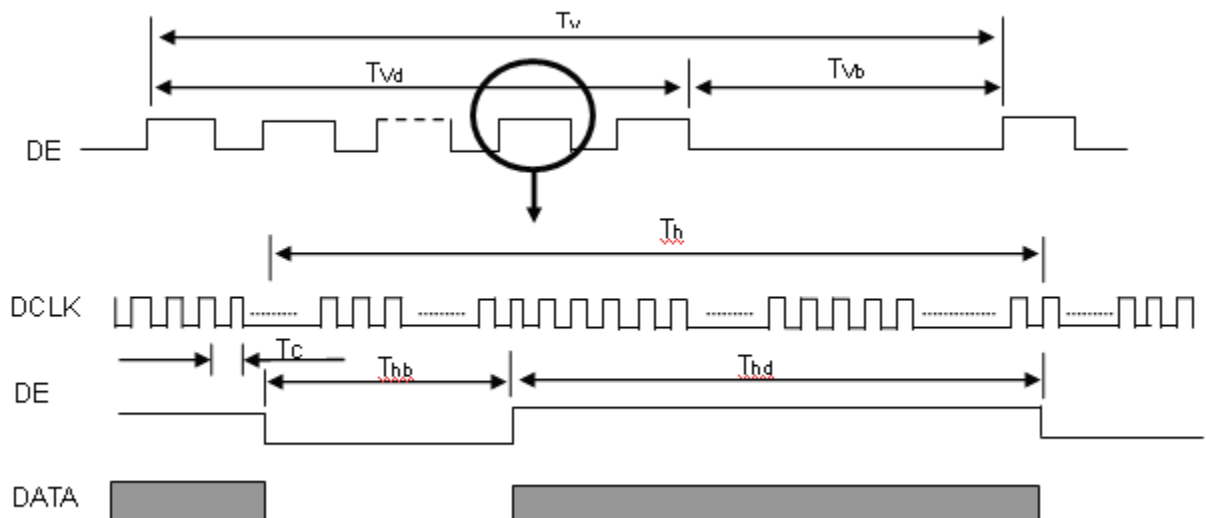 Tv
Tvd
Tvb
DE
Th
DCLK
Tc
Thb
Thd
DE
DATA